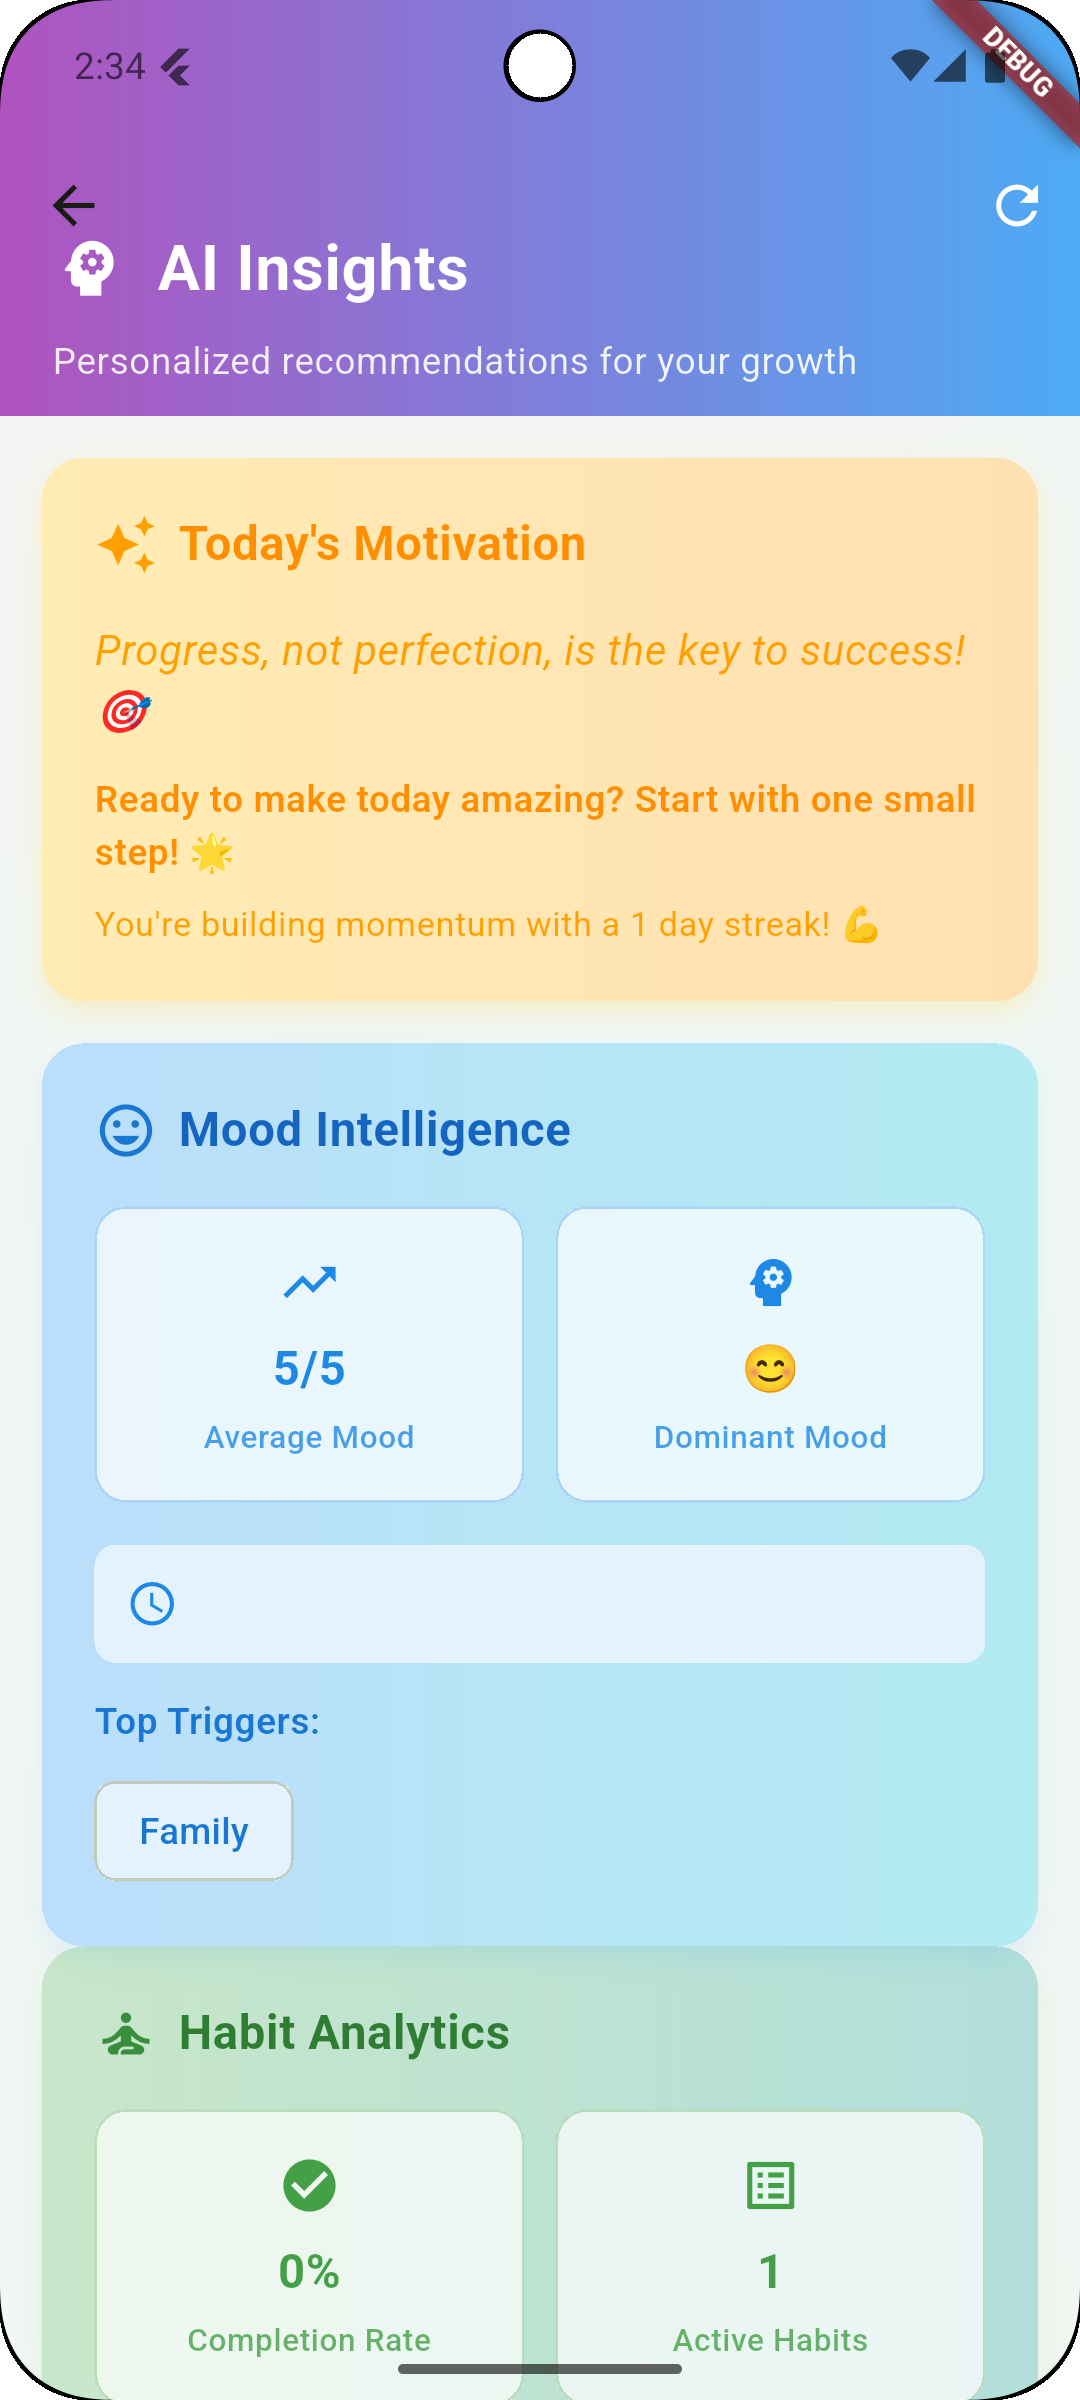 2:34
DEBUG
AI Insights
Personalized recommendations for your growth
Today's Motivation
Progress, not perfection, is the key to success!
🎯
Ready to make today amazing? Start with one small
step! 🌟
You're building momentum with a 1 day streak! 💪
Mood Intelligence
5/5
😊
Average Mood
Dominant Mood
Top Triggers:
Family
Habit Analytics
0%
1
Completion Rate
Active Habits